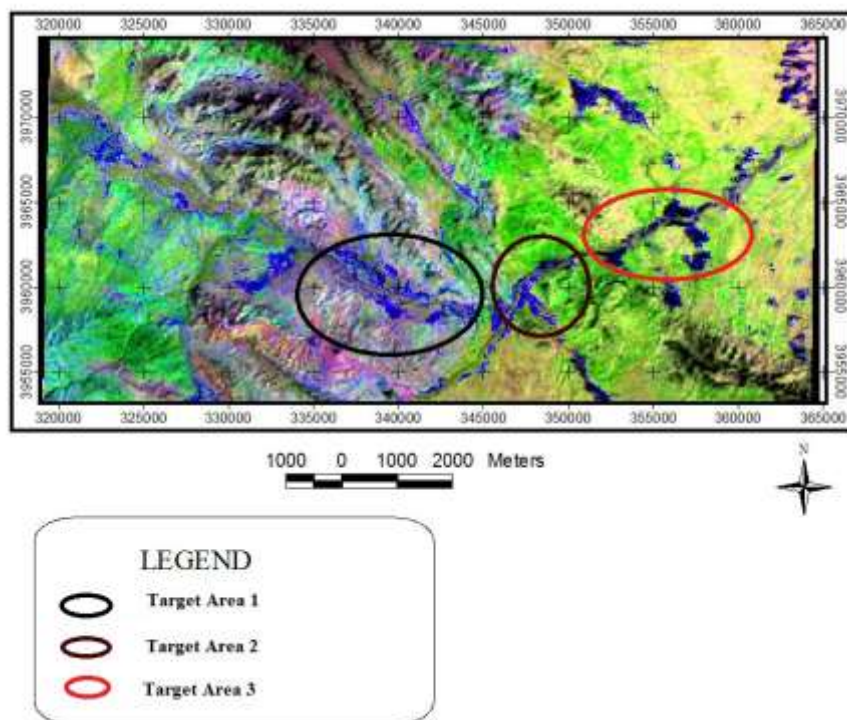 320000 325000 330000 335000 340000 345000 350000 355000 360000 365000
3970000 3970000
3965000 3965000
3960000 3960000
3955000 3955000
320000 325000 330000 335000 340000 345000 350000 355000 360000 365000
1000 0 1000 2000 Meters
N
LEGEND
Target Area 1
Target Area 2
Target Area 3